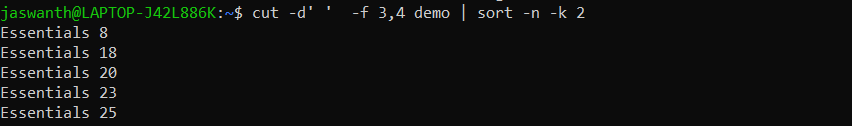 jaswanth@LAPTOP-J42L886K:~$ cut -d' '  -f 3,4 demo | sort -n -k 2
Essentials 8
Essentials 18
Essentials 20
Essentials 23
Essentials 25